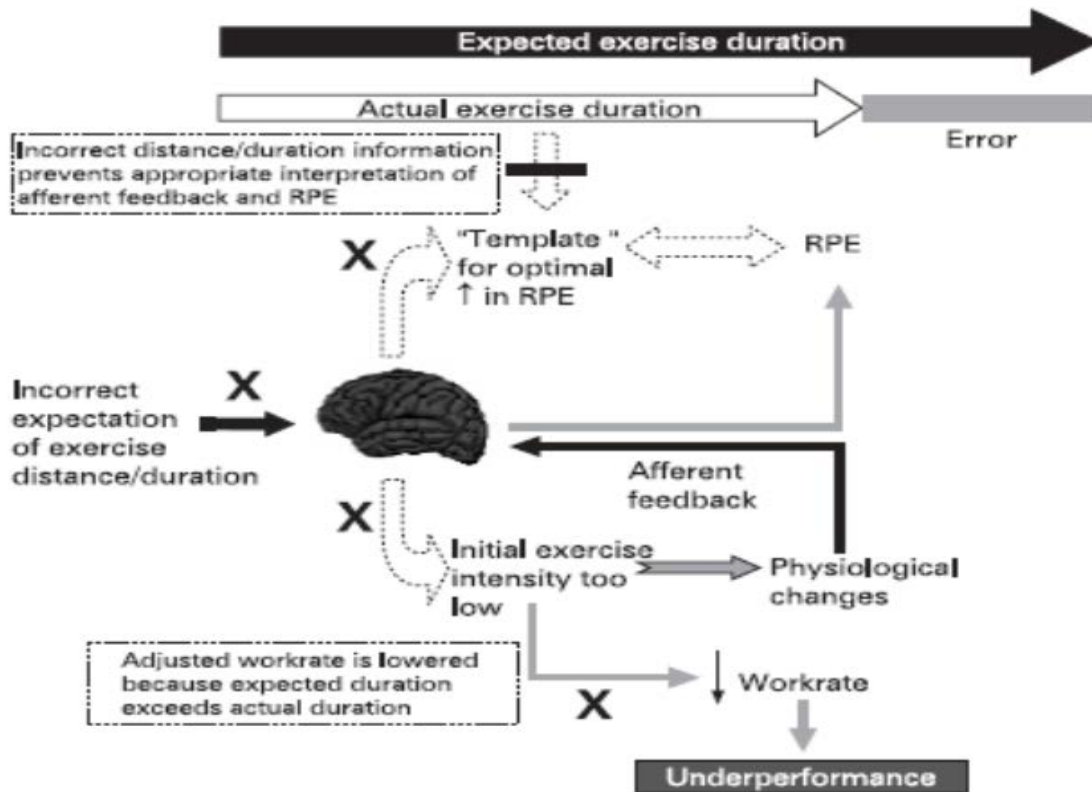 Expected exercise duration
Actual exercise duration
Error
Incorrect distance/duration information
prevents appropriate interpretation of
afferent feedback and RPE
X
"Template "
for optimal
↑ in RPE
RPE
Incorrect
expectation
of exercise
distance/duration
X
Afferent
feedback
X
Initial exercise
intensity too
low
Physiological
changes
Adjusted workrate is lowered
because expected duration
exceeds actual duration
X
Workrate
Underperformance